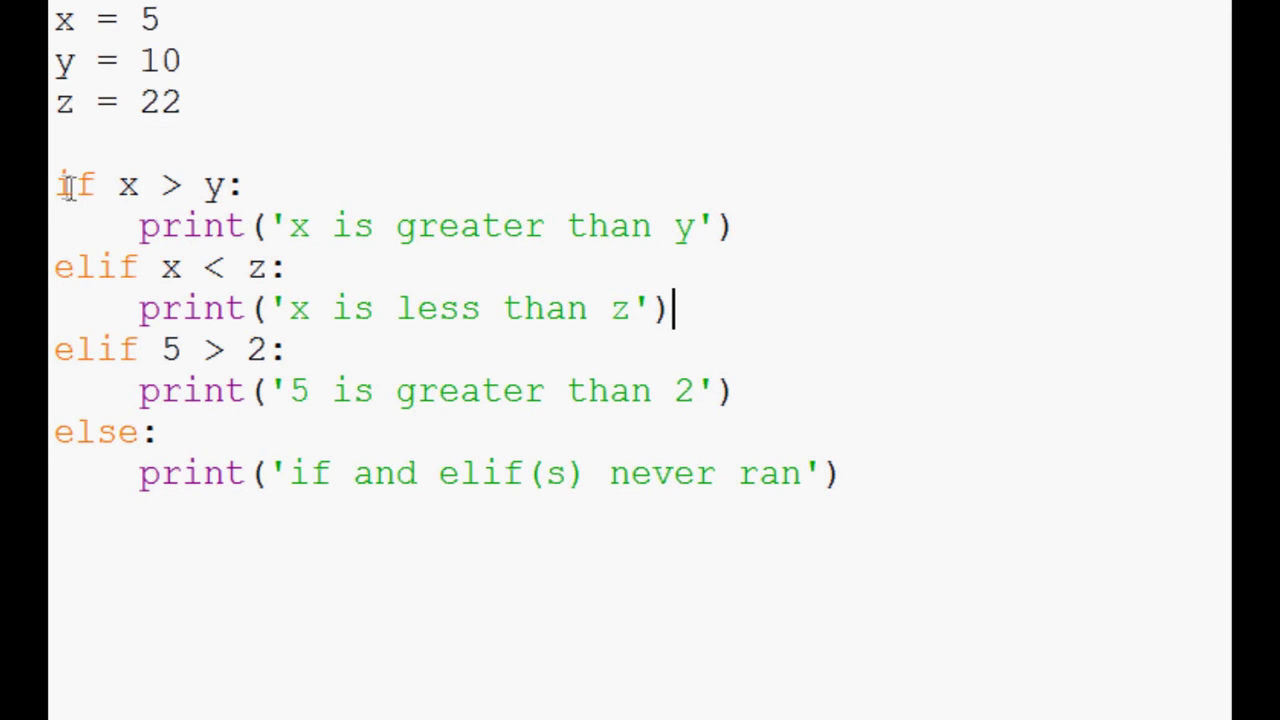 x = 5
y = 10
z = 22
if x > y:
    print('x is greater than y')
elif x < z:
    print('x is less than z')
elif 5 > 2:
    print('5 is greater than 2')
else:
    print('if and elif(s) never ran')